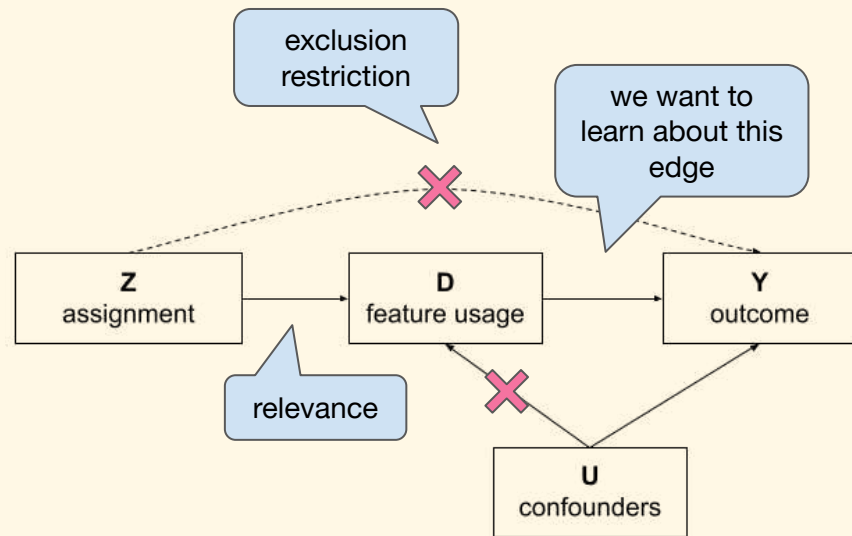 exclusion
restriction
we want to
learn about this
edge
Z
assignment
D
feature usage
Y
outcome
relevance
U
confounders